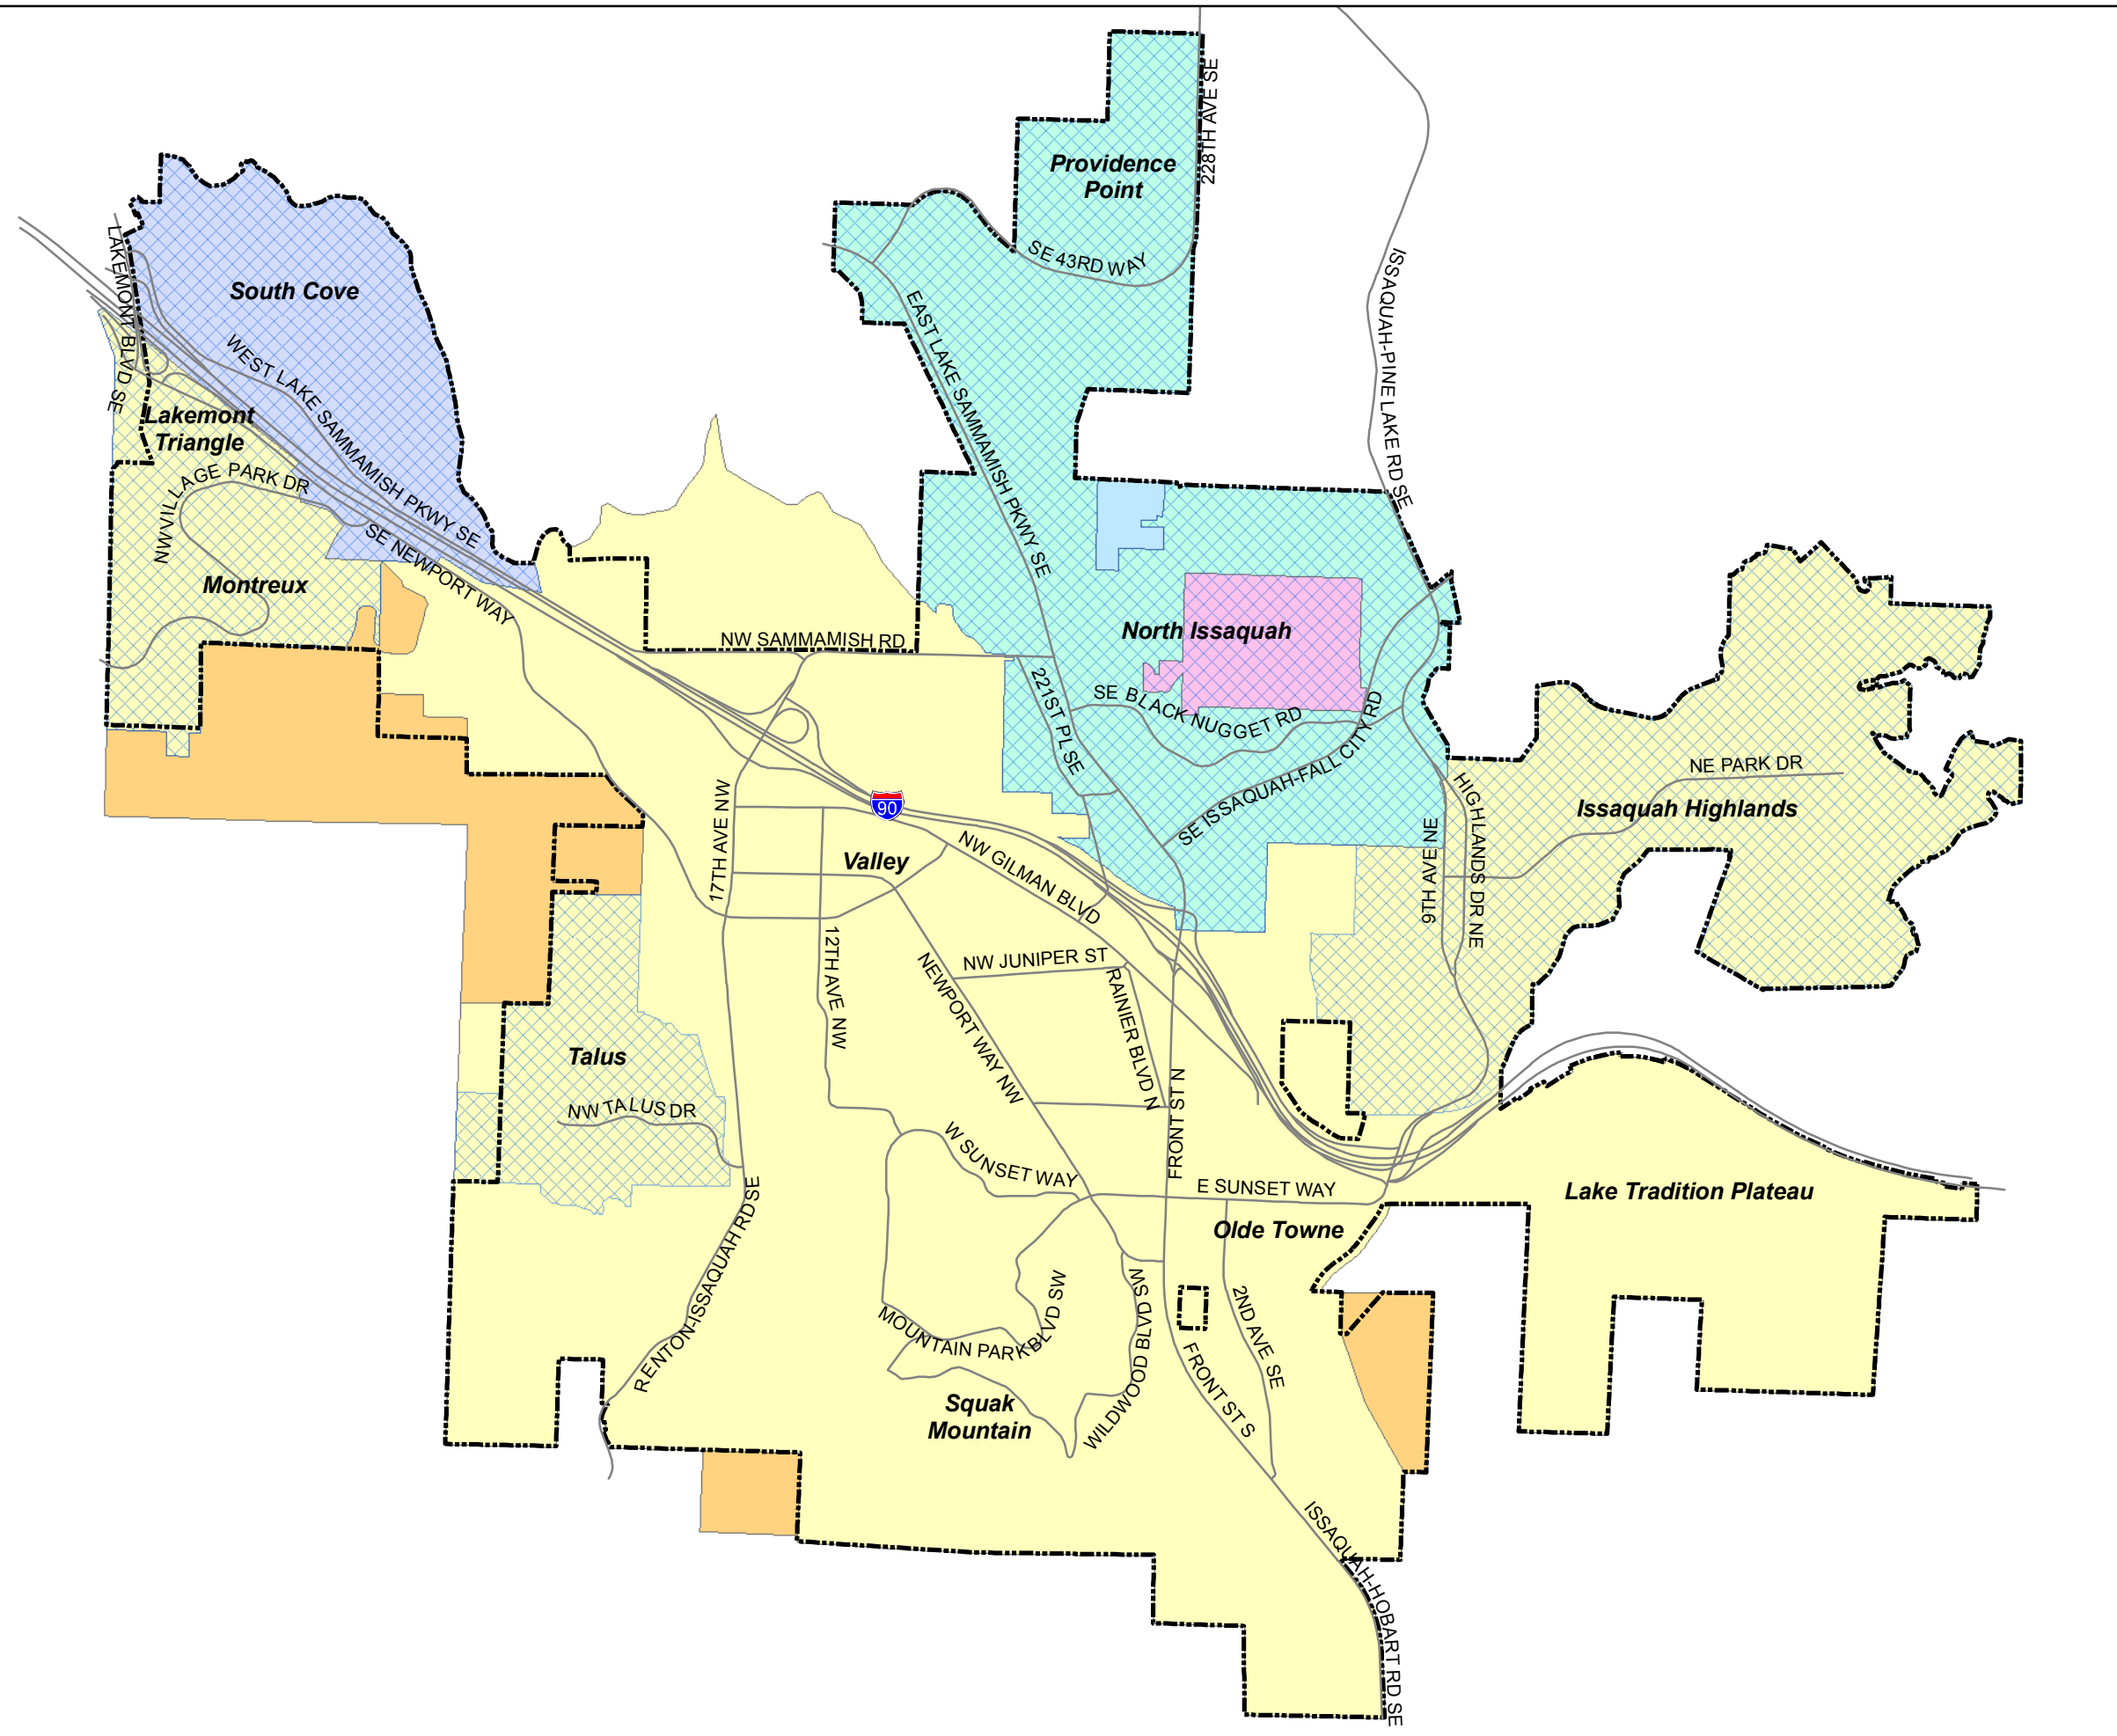 228TH AVE SE
Providence
Point
SE 43RD WAY
ISSAQUAH-PINE LAKE RD SE
LAKEMONT BLVD SE
South Cove
WEST LAKE SAMMAMISH PKWY SE
EAST LAKE SAMMAMISH PKWY SE
Lakemont
Triangle
NW VILLAGE PARK DR
SE NEWPORT WAY
Montreux
NW SAMMAMISH RD
North Issaquah
221ST PL SE
SE BLACK NUGGET RD
SE ISSAQUAH-FALL CITY RD
NE PARK DR
Issaquah Highlands
HIGHLANDS DR NE
9TH AVE NE
17TH AVE NW
90
Valley
NW GILMAN BLVD
12TH AVE NW
NW JUNIPER ST
NEWPORT WAY NW
RAINIER BLVD N
Talus
NW TALUS DR
FRONT ST N
W SUNSET WAY
E SUNSET WAY
Lake Tradition Plateau
Olde Towne
RENTON-ISSAQUAH RD SE
MOUNTAIN PARK BLVD SW
WILDWOOD BLVD SW
2ND AVE SE
FRONT ST S
Squak
Mountain
ISSAQUAH-HOBART RD SE